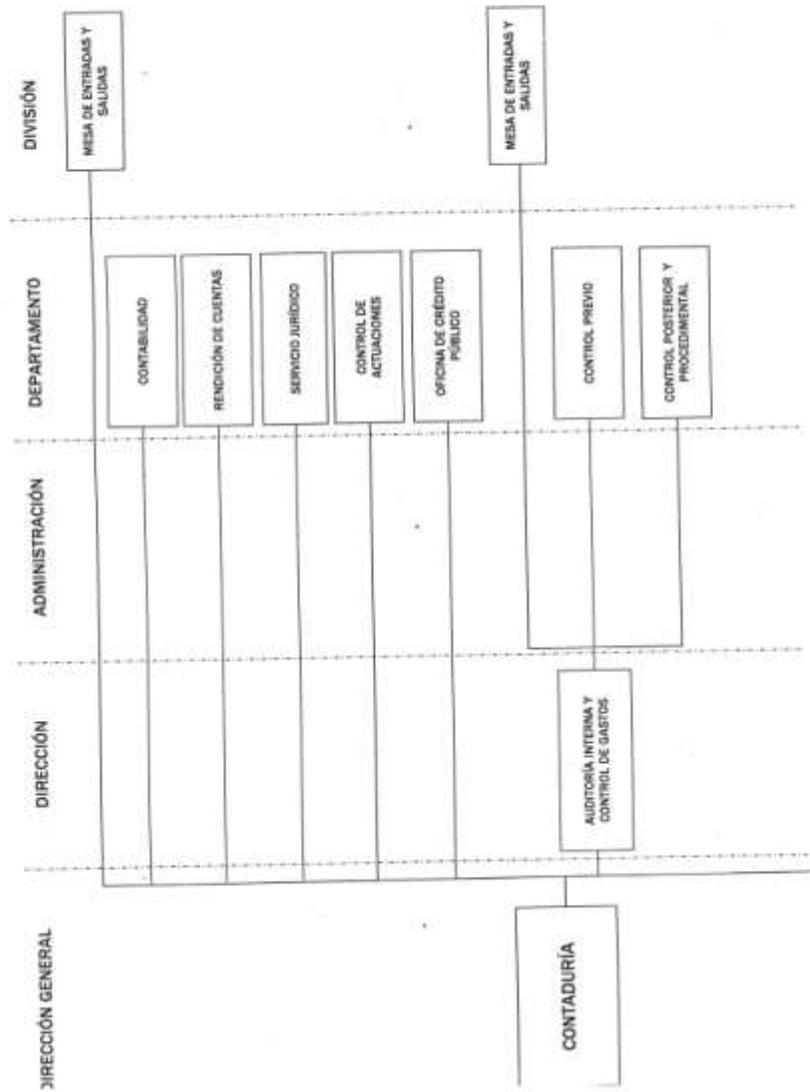 DIRECCIÓN GENERAL
DIRECCIÓN
ADMINISTRACIÓN
DEPARTAMENTO
DIVISIÓN
MESA DE ENTRADAS Y
SALIDAS
CONTABILIDAD
RENDICIÓN DE CUENTAS
SERVICIO JURÍDICO
CONTROL DE
ACTUACIONES
OFICINA DE CRÉDITO
PÚBLICO
MESA DE ENTRADAS Y
SALIDAS
CONTADURÍA
AUDITORÍA INTERNA Y
CONTROL DE GASTOS
CONTROL PREVIO
CONTROL POSTERIOR Y
PROCEDIMENTAL